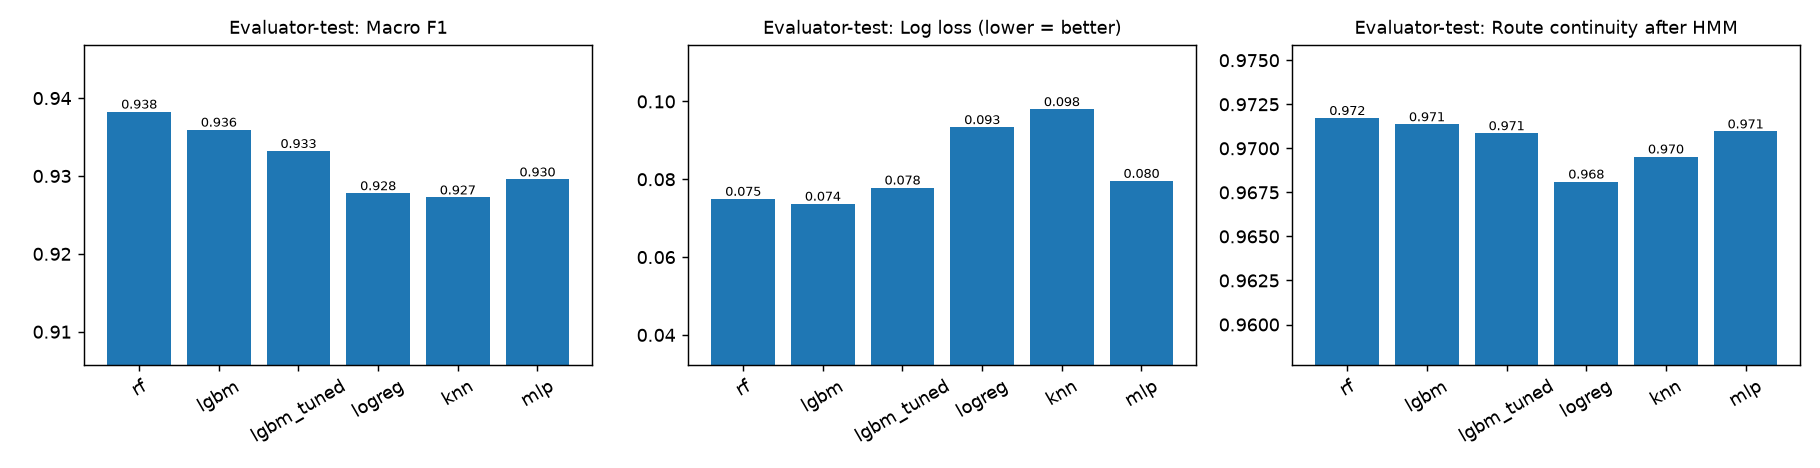 Evaluator-test: Macro F1
0.94
0.93
0.92
0.91
0.938
0.936
0.933
0.928
0.927
0.930
rf
lgbm
lgbm_tuned
logreg
knn
mlp
Evaluator-test: Log loss (lower = better)
0.10
0.08
0.06
0.04
0.075
0.074
0.078
0.093
0.098
0.080
rf
lgbm
lgbm_tuned
logreg
knn
mlp
Evaluator-test: Route continuity after HMM
0.9750
0.9725
0.9700
0.9675
0.9650
0.9625
0.9600
0.972
0.971
0.971
0.968
0.970
0.971
rf
lgbm
lgbm_tuned
logreg
knn
mlp